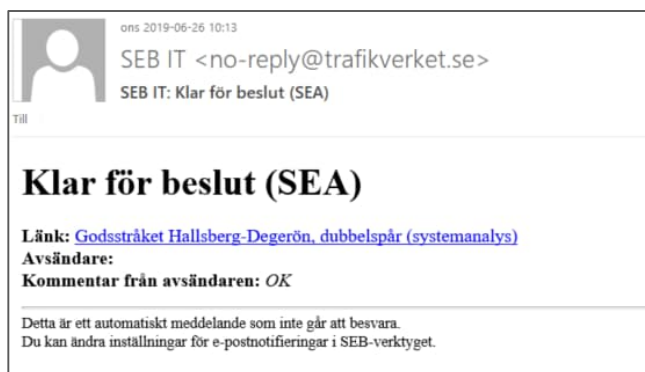 ons 2019-06-26 10:13
SEB IT <no-reply@trafikverket.se>
SEB IT: Klar för beslut (SEA)
Till
Klar för beslut (SEA)
Länk: Godsstråket Hallsberg-Degerön, dubbelspår (systemanalys)
Avsändare:
Kommentar från avsändaren: OK
Detta är ett automatiskt meddelande som inte går att besvara.
Du kan ändra inställningar för e-postnotifieringar i SEB-verktyget.